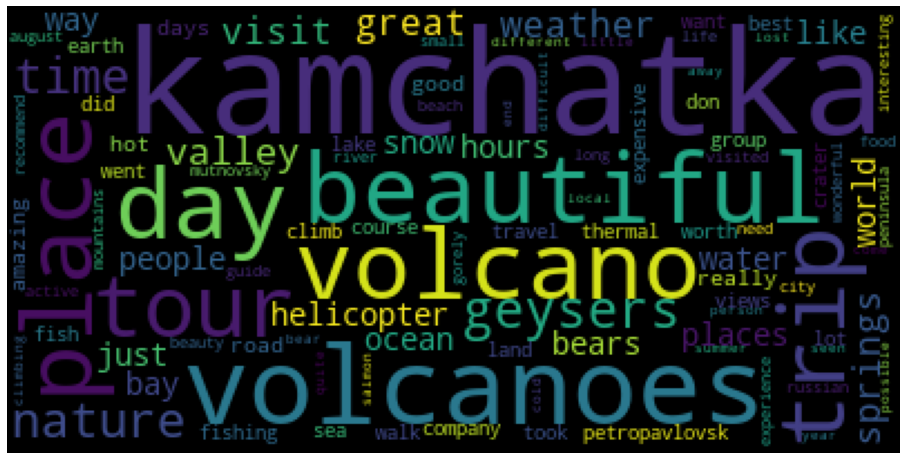 way
great
weather
days
visit
small
different
little
want
life
best
lost
like
august
earth
kamchatka
interesting
time
did
good
beach
end
difficult
away
don
expensive
recommend
place
hot
valley
lake
snow
hours
group
visited
food
went
mutnovsky
river
long
crater
wonderful
peninsula
world
mountains
day
beautiful
local
amazing
people
climb
course
travel
thermal
worth
need
trip
guide
volcano
gorely
water
really
city
active
tour
helicopter
geysers
views
person
places
lot
fish
just
beauty
road
bear
ocean
land
bears
summer
seen
springs
possible
climbing
bay
quite
volcanoes
salmon
cold
experience
russian
year
nature
fishing
sea
walk
company
took
petropavlovsk